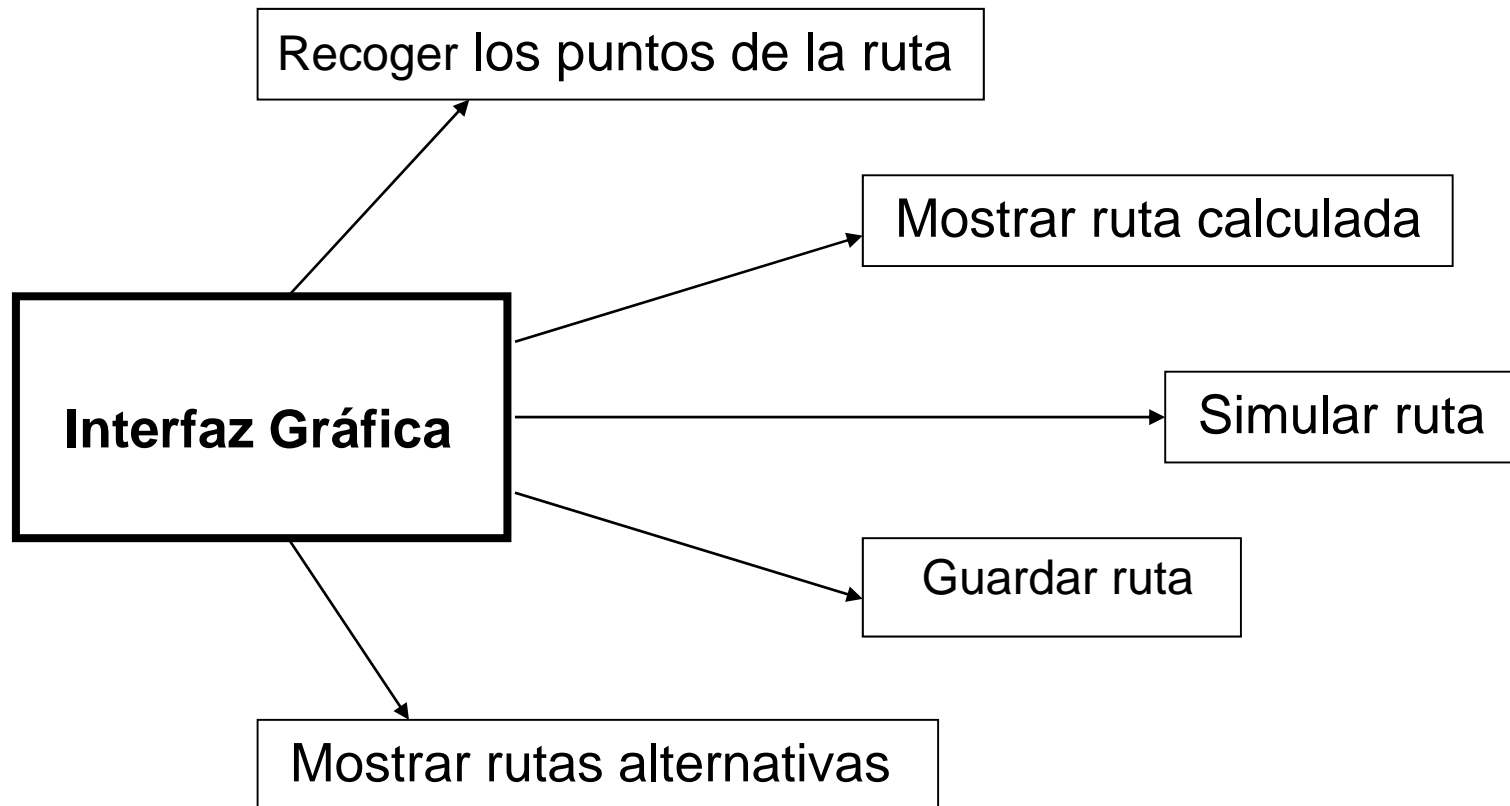 Recoger los puntos de la ruta
Mostrar ruta calculada
Simular ruta
Interfaz Gráfica
Guardar ruta
Mostrar rutas alternativas